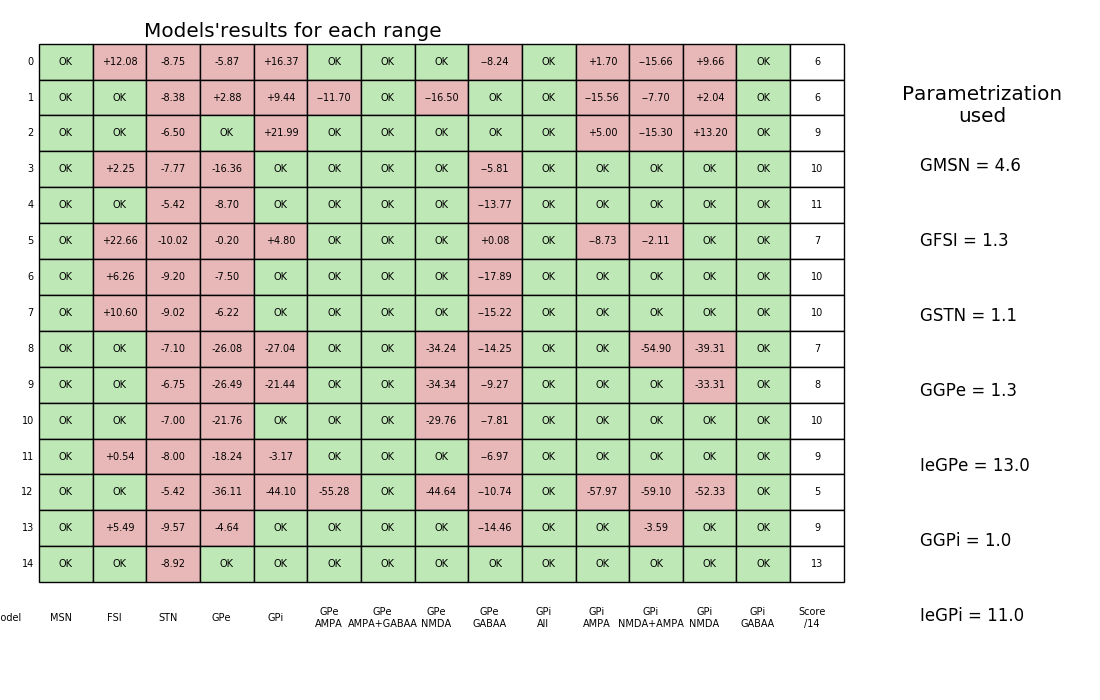 Models'results for each range
0 OK +12.08 -8.75 -5.87 +16.37 OK OK OK −8.24 OK +1.70 −15.66 +9.66 OK 6
1 OK OK -8.38 +2.88 +9.44 −11.70 OK −16.50 OK OK −15.56 −7.70 +2.04 OK 6
2 OK OK -6.50 OK +21.99 OK OK OK OK OK +5.00 −15.30 +13.20 OK 9
3 OK +2.25 -7.77 -16.36 OK OK OK OK −5.81 OK OK OK OK OK 10
4 OK OK -5.42 -8.70 OK OK OK OK −13.77 OK OK OK OK OK 11
5 OK +22.66 -10.02 -0.20 +4.80 OK OK OK +0.08 OK −8.73 −2.11 OK OK 7
6 OK +6.26 -9.20 -7.50 OK OK OK OK −17.89 OK OK OK OK OK 10
7 OK +10.60 -9.02 -6.22 OK OK OK OK −15.22 OK OK OK OK OK 10
8 OK OK -7.10 -26.08 -27.04 OK OK -34.24 −14.25 OK OK -54.90 -39.31 OK 7
9 OK OK -6.75 -26.49 -21.44 OK OK -34.34 −9.27 OK OK OK -33.31 OK 8
10 OK OK -7.00 -21.76 OK OK OK -29.76 −7.81 OK OK OK OK OK 10
11 OK +0.54 -8.00 -18.24 -3.17 OK OK OK −6.97 OK OK OK OK OK 9
12 OK OK -5.42 -36.11 -44.10 -55.28 OK -44.64 −10.74 OK -57.97 -59.10 -52.33 OK 5
13 OK +5.49 -9.57 -4.64 OK OK OK OK −14.46 OK OK -3.59 OK OK 9
14 OK OK -8.92 OK OK OK OK OK OK OK OK OK OK OK 13
odel MSN FSI STN GPe GPi GPe GPe GPe GPe GPi GPi GPi GPi GPi Score
AMPA AMPA+GABAA NMDA GABAA All AMPA NMDA+AMPA NMDA GABAA /14
Parametrization
used
GMSN = 4.6
GFSI = 1.3
GSTN = 1.1
GGPe = 1.3
IeGPe = 13.0
GGPi = 1.0
IeGPi = 11.0